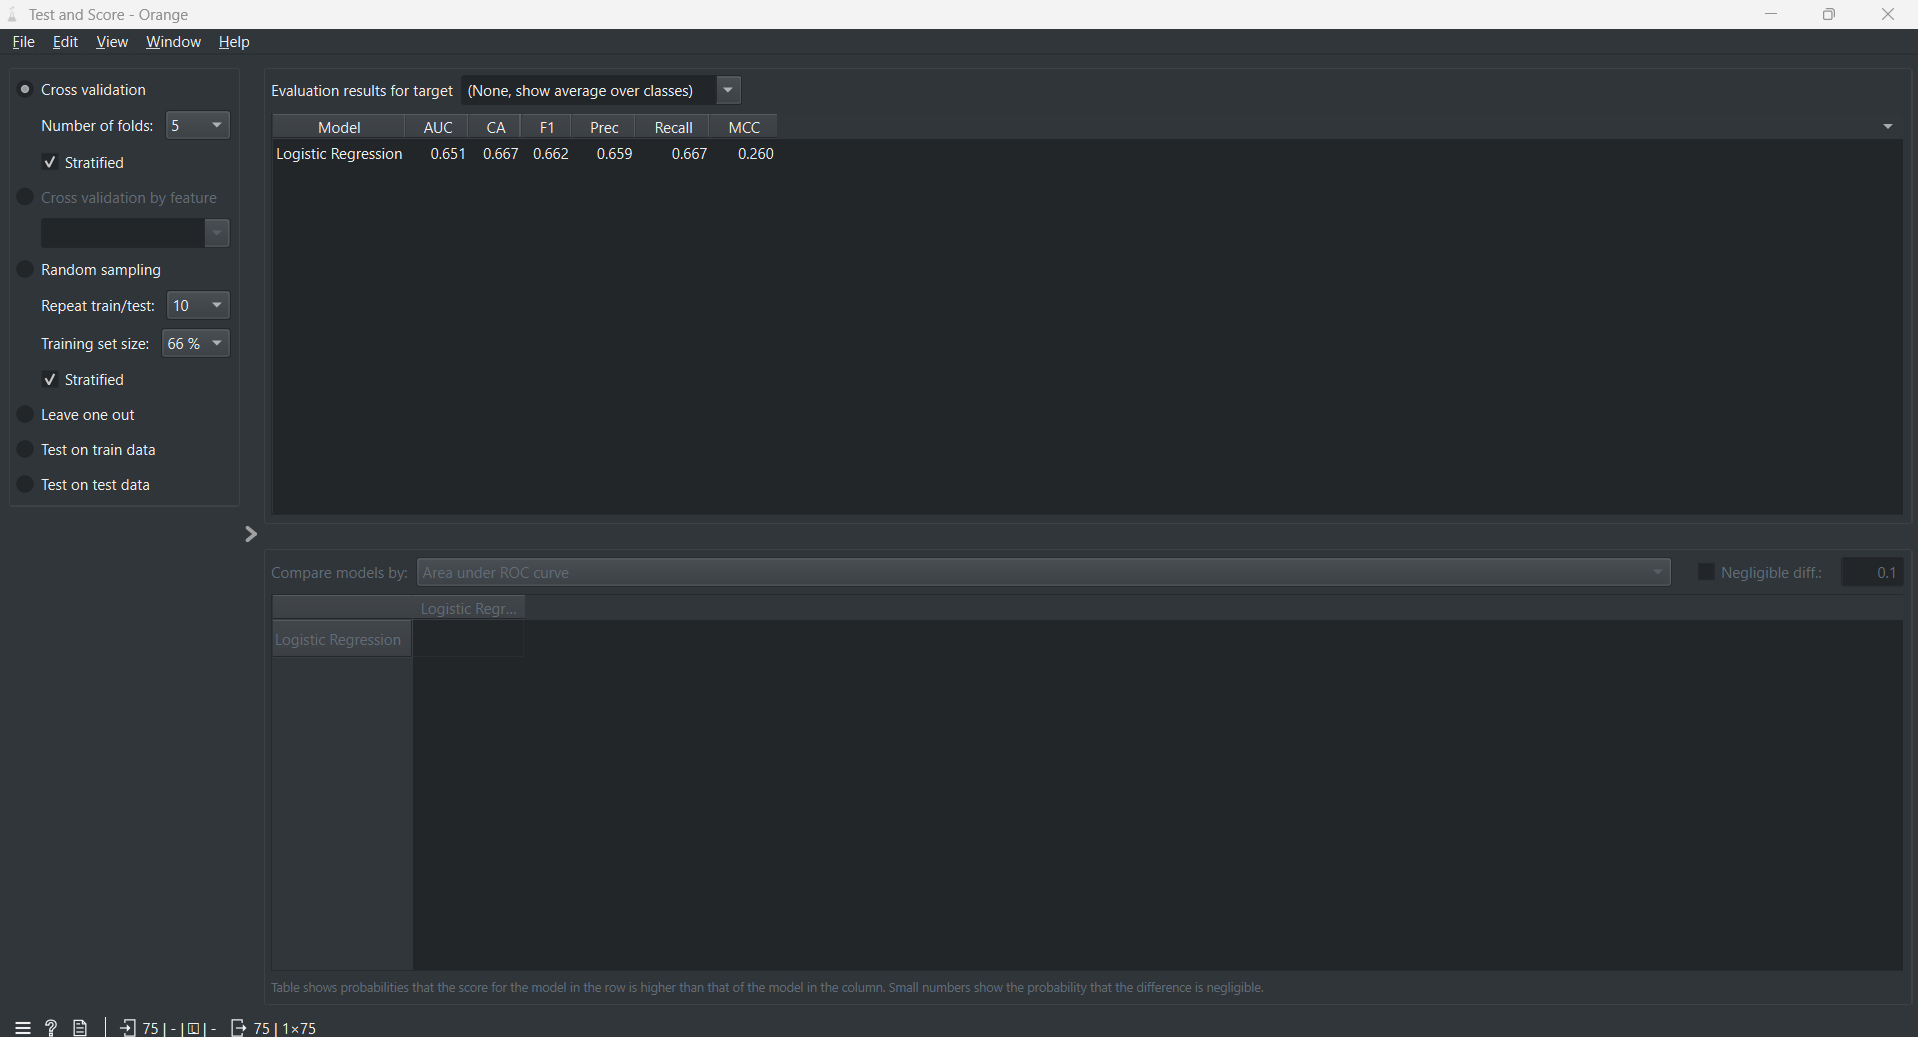 Test and Score - Orange
File Edit View Window Help
Cross validation
Number of folds: 5
Stratified
Cross validation by feature
Random sampling
Repeat train/test: 10
Training set size: 66 %
Stratified
Leave one out
Test on train data
Test on test data
Evaluation results for target (None, show average over classes)
Model AUC CA F1 Prec Recall MCC
Logistic Regression 0.651 0.667 0.662 0.659 0.667 0.260
Compare models by: Area under ROC curve Negligible diff.: 0.1
Logistic Regr...
Logistic Regression
Table shows probabilities that the score for the model in the row is higher than that of the model in the column. Small numbers show the probability that the difference is negligible.
75 | - | | - 75 | 1×75